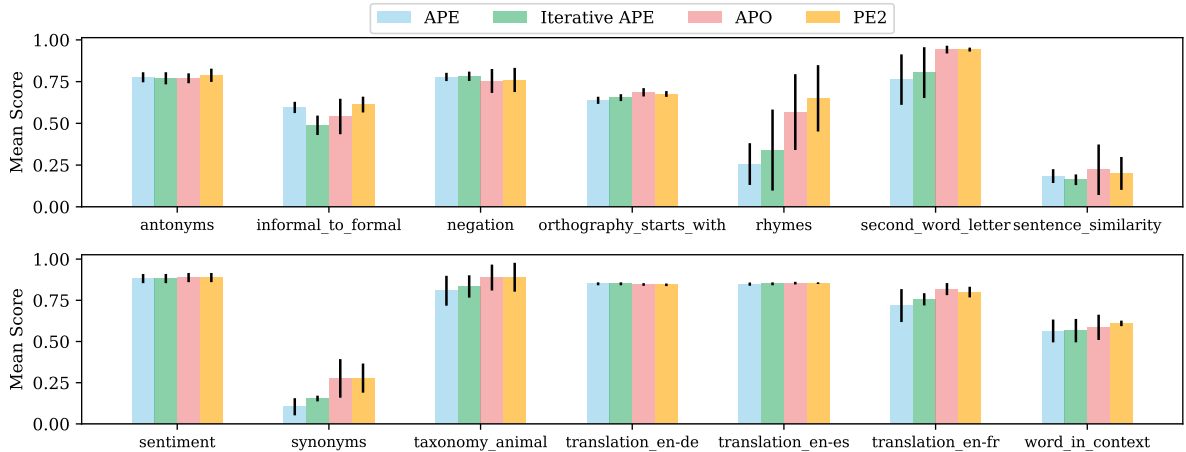 APE Iterative APE APO PE2
Mean Score
1.00
0.75
0.50
0.25
0.00
antonyms informal_to_formal negation orthography_starts_with rhymes second_word_letter sentence_similarity
Mean Score
1.00
0.75
0.50
0.25
0.00
sentiment synonyms taxonomy_animal translation_en-de translation_en-es translation_en-fr word_in_context